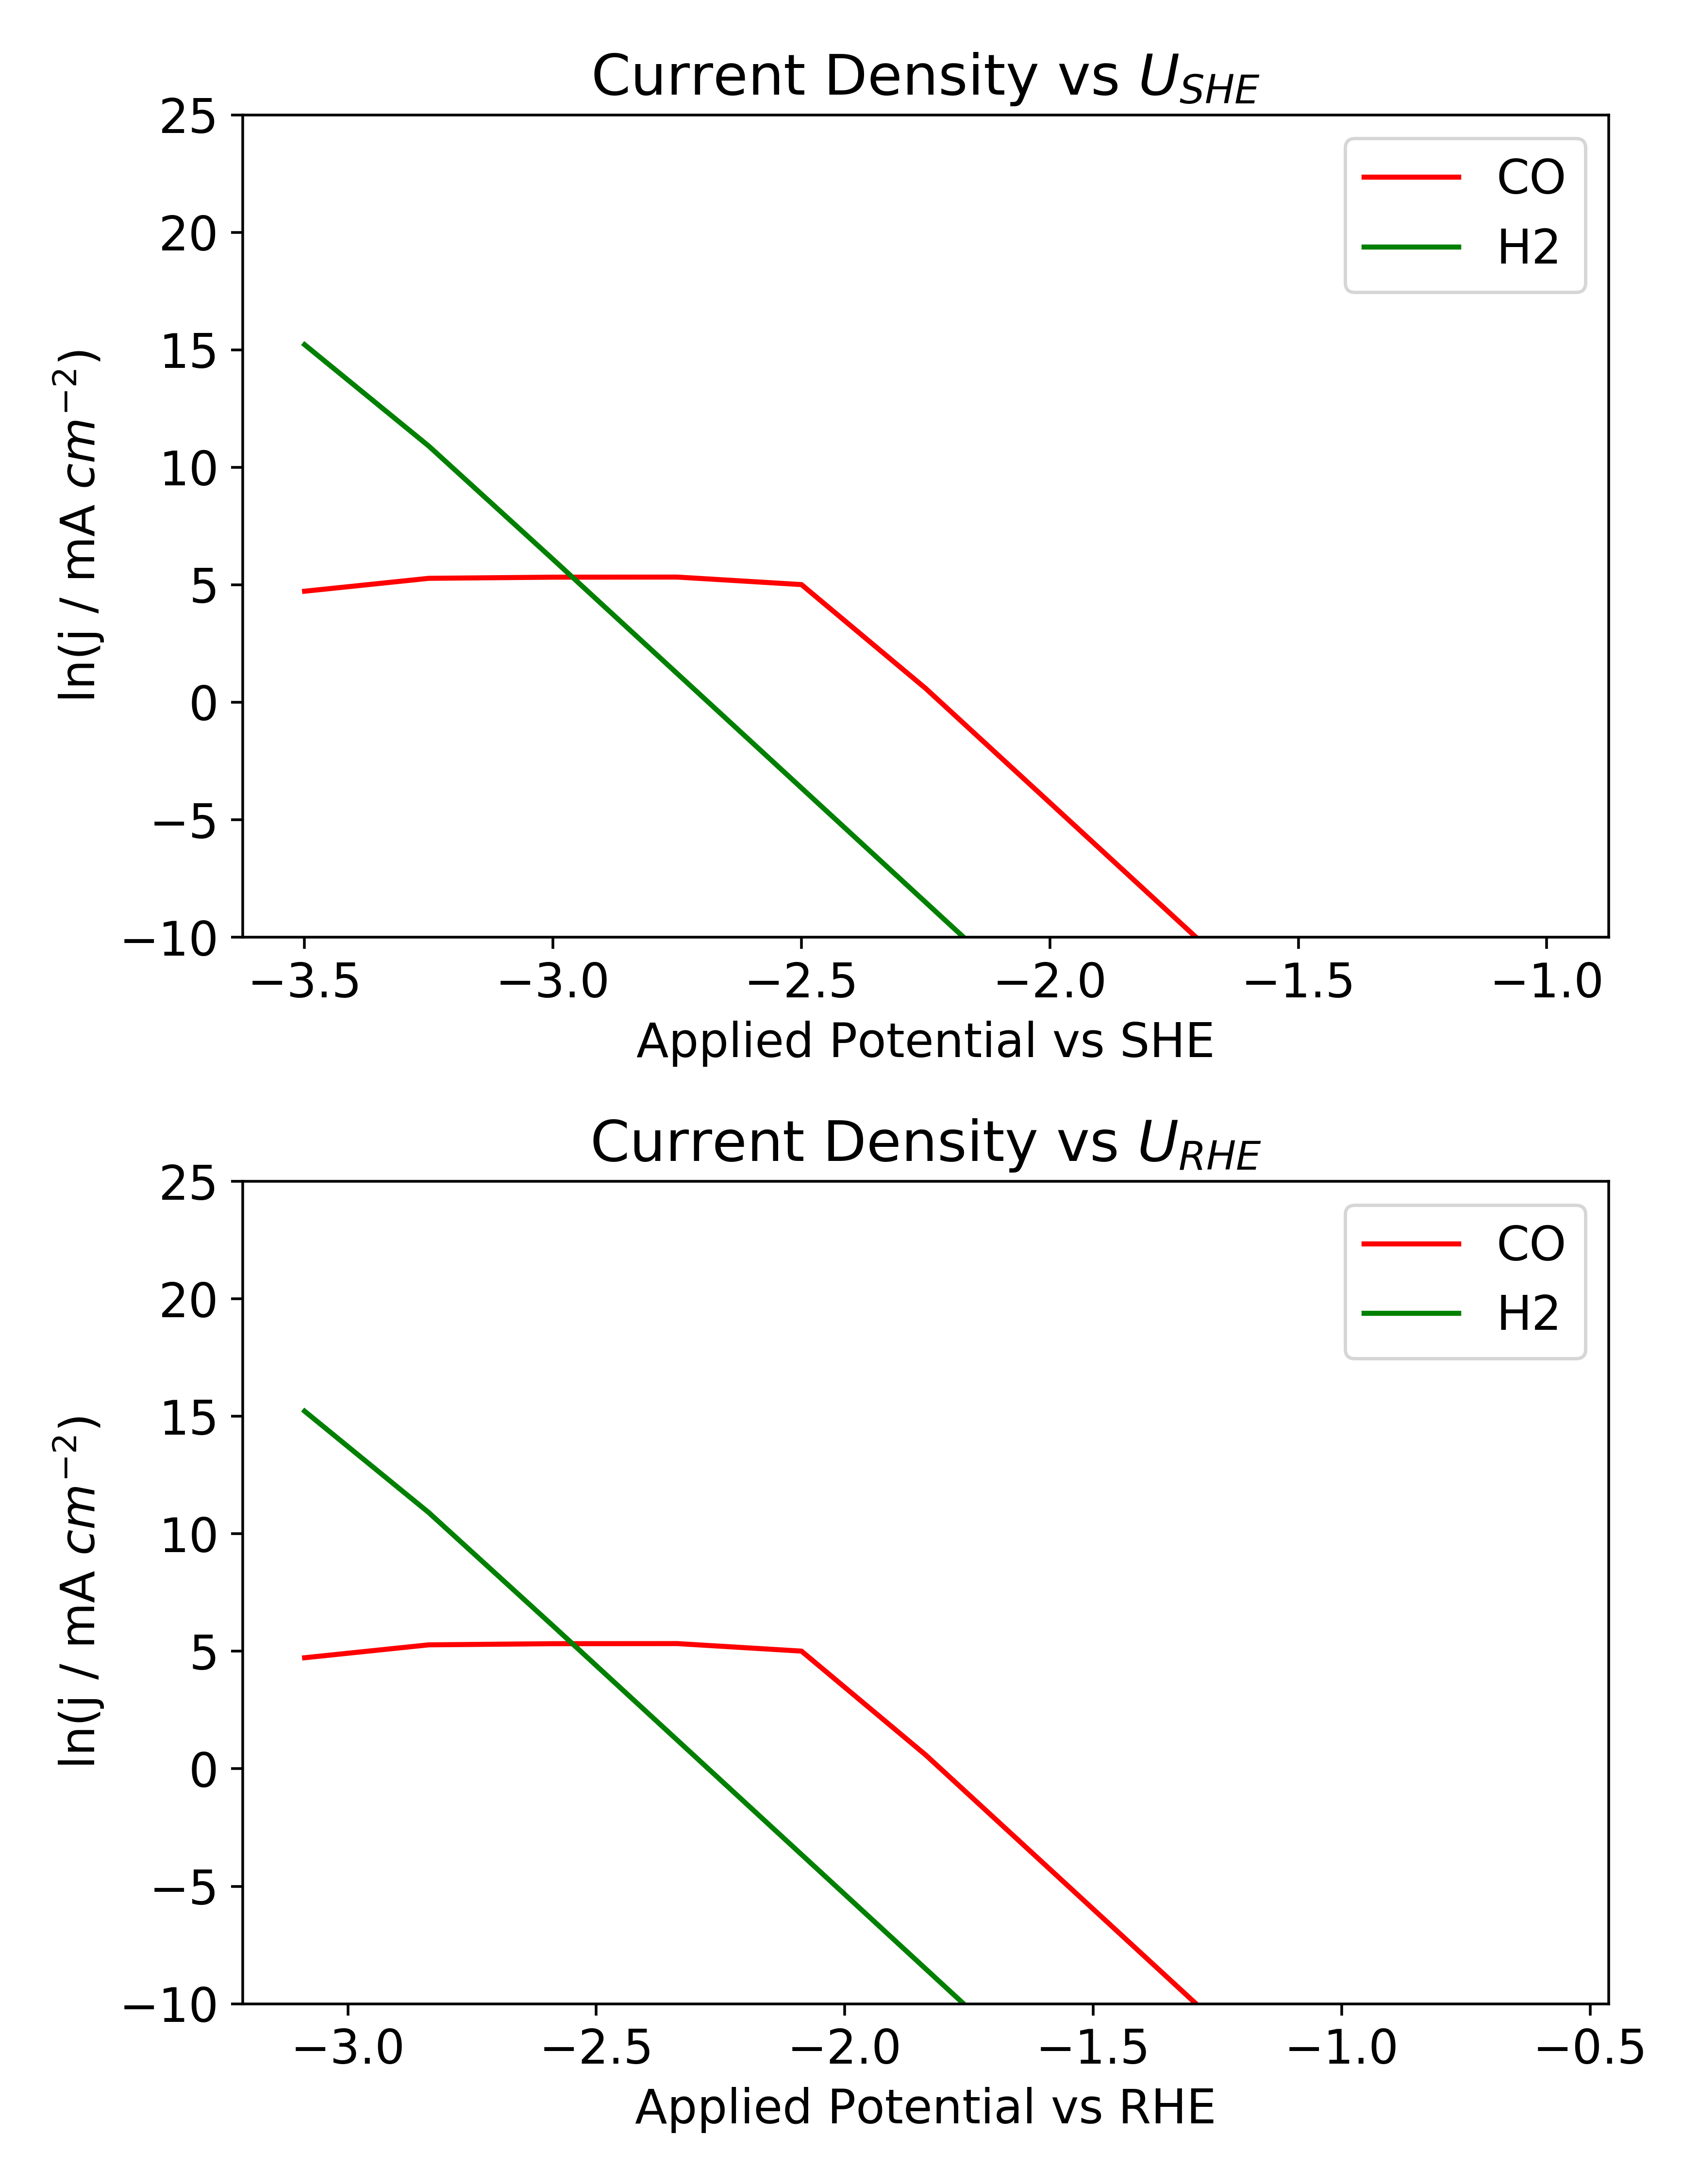 Current Density vs U_SHE
25
20
15
10
5
0
−5
−10
ln(j / mA cm⁻²)
CO
H2
−3.5 −3.0 −2.5 −2.0 −1.5 −1.0
Applied Potential vs SHE
Current Density vs U_RHE
25
20
15
10
5
0
−5
−10
ln(j / mA cm⁻²)
CO
H2
−3.0 −2.5 −2.0 −1.5 −1.0 −0.5
Applied Potential vs RHE